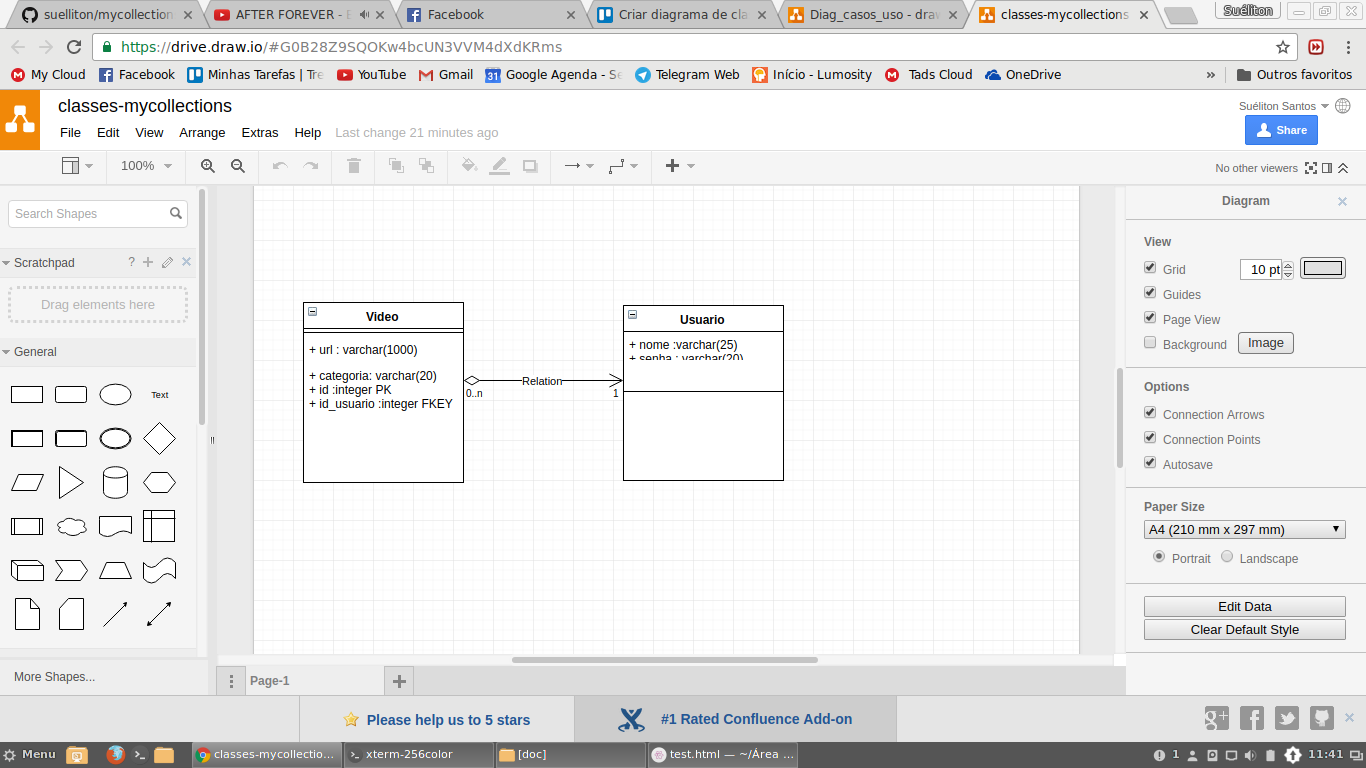 suelliton/mycollection
AFTER FOREVER - E
Facebook
Criar diagrama de cla
Diag_casos_uso - draw
classes-mycollections
Suéliton
https://drive.draw.io/#G0B28Z9SQOKw4bcUN3VVM4dXdKRms
My Cloud
Facebook
Minhas Tarefas | Tre
YouTube
Gmail
31
Google Agenda - Se
Telegram Web
Início - Lumosity
Tads Cloud
OneDrive
»
Outros favoritos
classes-mycollections
Suéliton Santos
File
Edit
View
Arrange
Extras
Help
Last change 21 minutes ago
Share
100%
No other viewers
Search Shapes
Scratchpad
?
Drag elements here
General
Text
More Shapes...
Video
+ url : varchar(1000)
+ categoria: varchar(20)
+ id :integer PK
+ id_usuario :integer FKEY
Relation
0..n
1
Usuario
+ nome :varchar(25)
+ senha : varchar(20)
Diagram
View
Grid
10 pt
Guides
Page View
Background
Image
Options
Connection Arrows
Connection Points
Autosave
Paper Size
A4 (210 mm x 297 mm)
Portrait
Landscape
Edit Data
Clear Default Style
Page-1
Please help us to 5 stars
#1 Rated Confluence Add-on
Menu
classes-mycollectio...
xterm-256color
[doc]
test.html — ~/Área ...
1
11:41